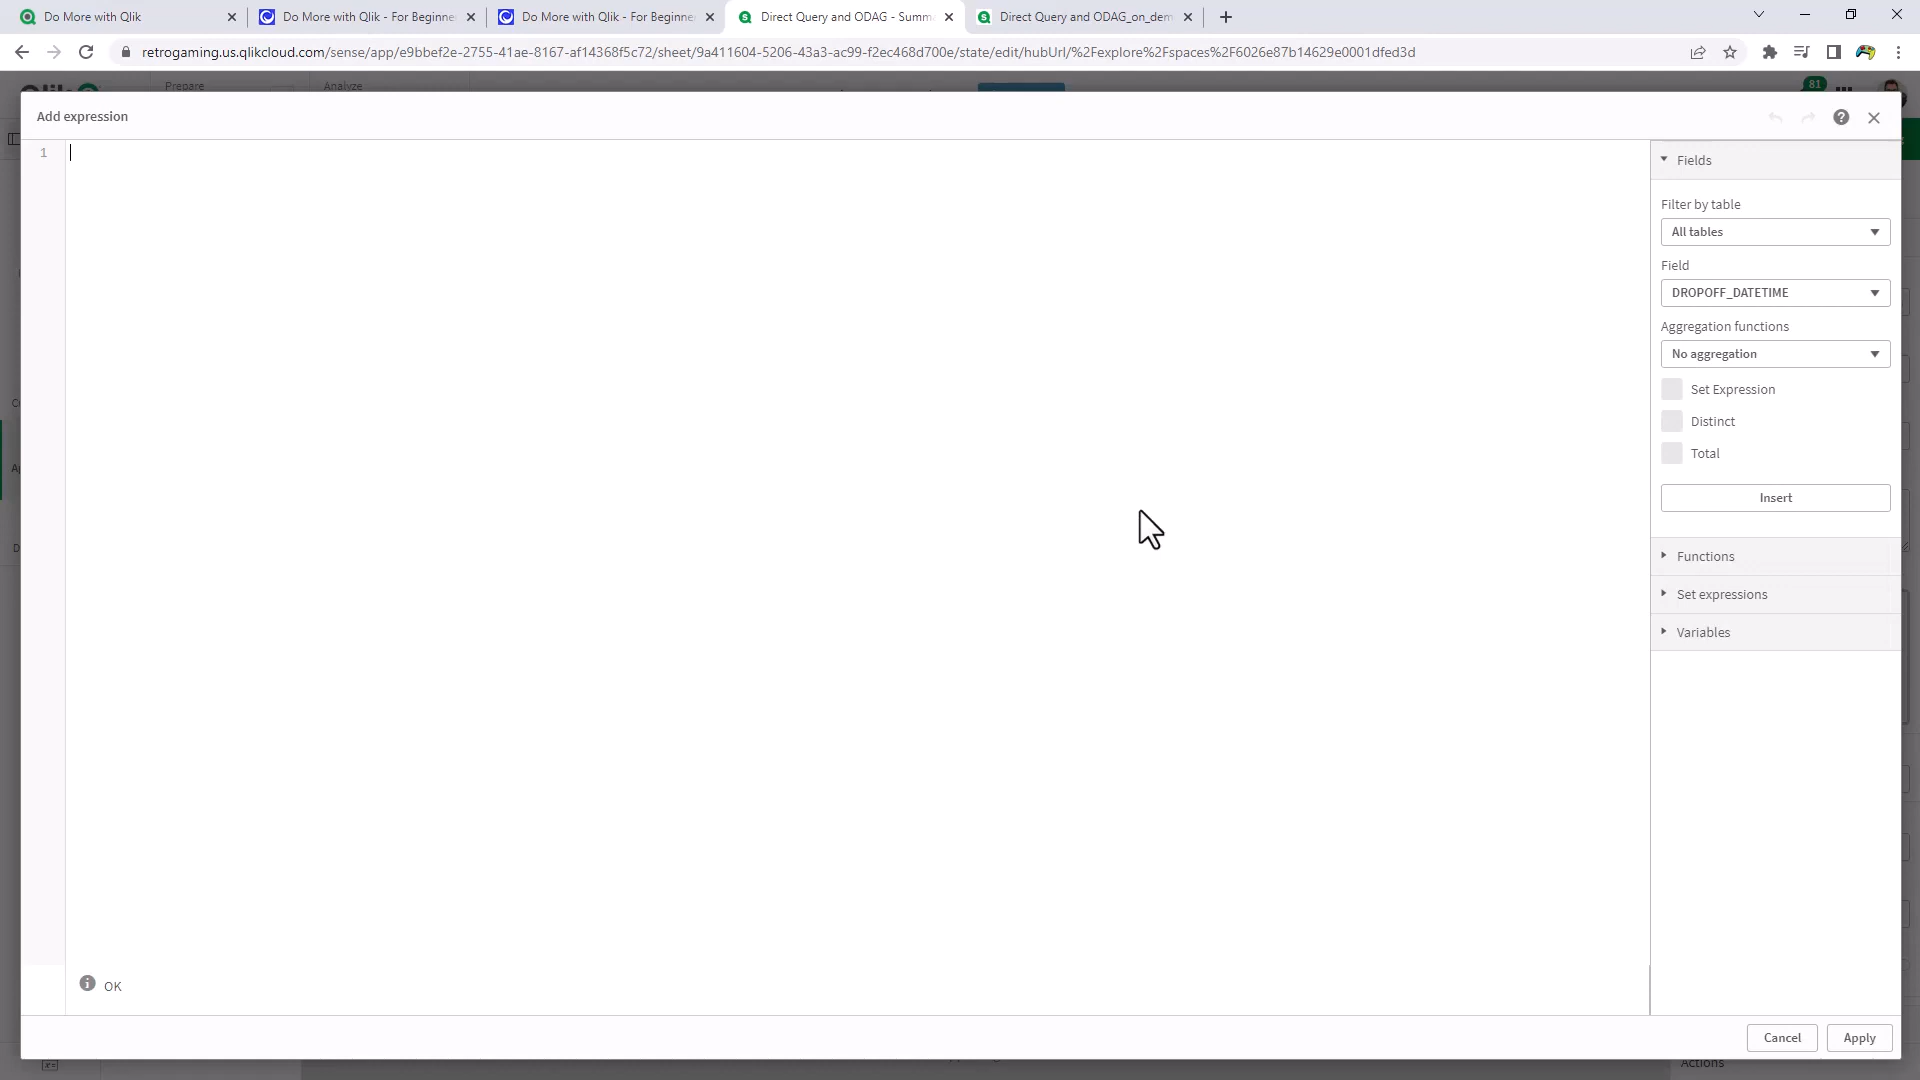 Do More with Qlik
Do More with Qlik - For Beginne
Do More with Qlik - For Beginne
Direct Query and ODAG - Summ
Direct Query and ODAG_on_dem
retrogaming.us.qlikcloud.com/sense/app/e9bbef2e-2755-41ae-8167-af14368f5c72/sheet/9a411604-5206-43a3-ac99-f2ec468d700e/state/edit/hubUrl/%2Fexplore%2Fspaces%2F6026e87b14629e0001dfed3d
Prepare
Analyze
81
Add expression
1
Fields
Filter by table
All tables
Field
DROPOFF_DATETIME
Aggregation functions
No aggregation
Set Expression
Distinct
Total
Insert
Functions
Set expressions
Variables
OK
Cancel
Apply
Actions